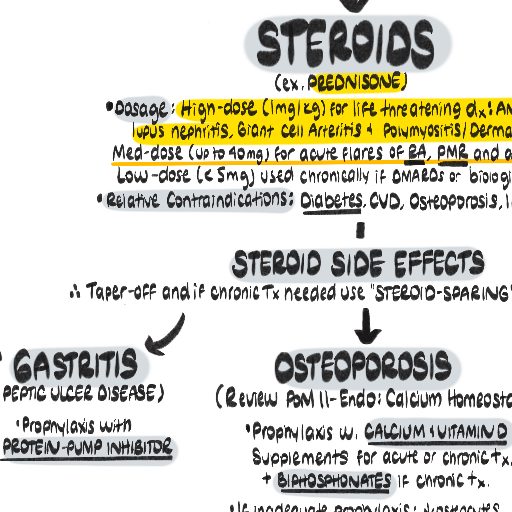 STEROIDS
(ex. PREDNISONE)
• Dosage: High-dose (1mg/kg) for life threatening dx: AN
lupus nephritis, Giant cell Arteritis + Polymyositis/Derma
Med-dose (up to 40mg) for acute flares of RA, PMR and
Low-dose (< 5mg) used chronically if DMARDs or biologi
• Relative Contraindications: Diabetes, CVD, Osteoporosis,
STEROID SIDE EFFECTS
∴ Taper-off and if chronic Tx needed use "STEROID-SPARING"
GASTRITIS
PEPTIC ULCER DISEASE)
• Prophylaxis with
PROTEIN-PUMP INHIBITOR
OSTEOPOROSIS
(Review PoM II-Endo: Calcium Homeosta
• Prophylaxis w. CALCIUM + VITAMIN D
Supplements for acute or chronic tx.
+ BIPHOSPHONATES if chronic tx.
• If inadequate prophylaxis: